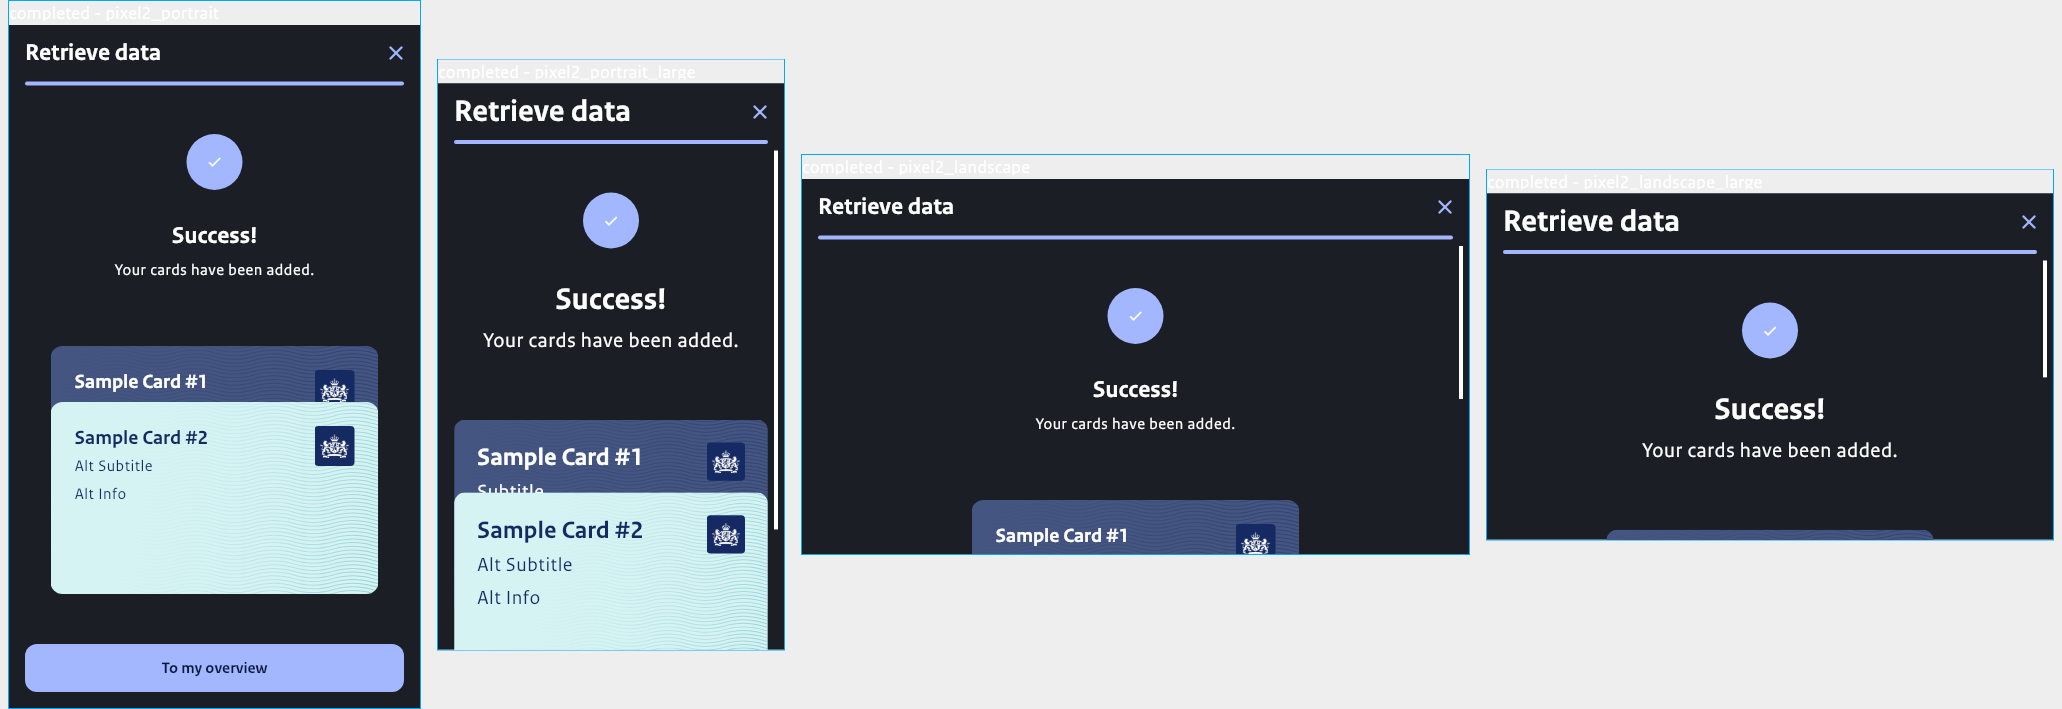 completed - pixel2_portrait
Retrieve data
Success!
Your cards have been added.
Sample Card #1
Sample Card #2
Alt Subtitle
Alt Info
To my overview
completed - pixel2_portrait_large
Retrieve data
Success!
Your cards have been added.
Sample Card #1
Subtitle
Sample Card #2
Alt Subtitle
Alt Info
completed - pixel2_landscape
Retrieve data
Success!
Your cards have been added.
Sample Card #1
completed - pixel2_landscape_large
Retrieve data
Success!
Your cards have been added.